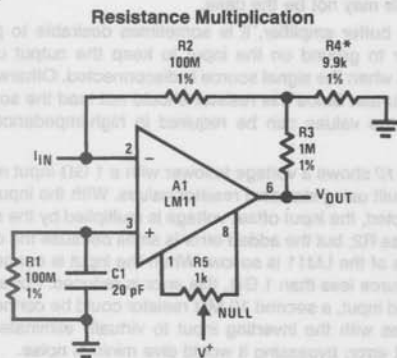 Resistance Multiplication
R2
100M
1%
R4*
9.9k
1%
R3
1M
1%
I_IN
2
−
A1
LM11
6
V_OUT
3
+
8
1
R1
100M
1%
C1
20 p
R5
1k
NULL
V+